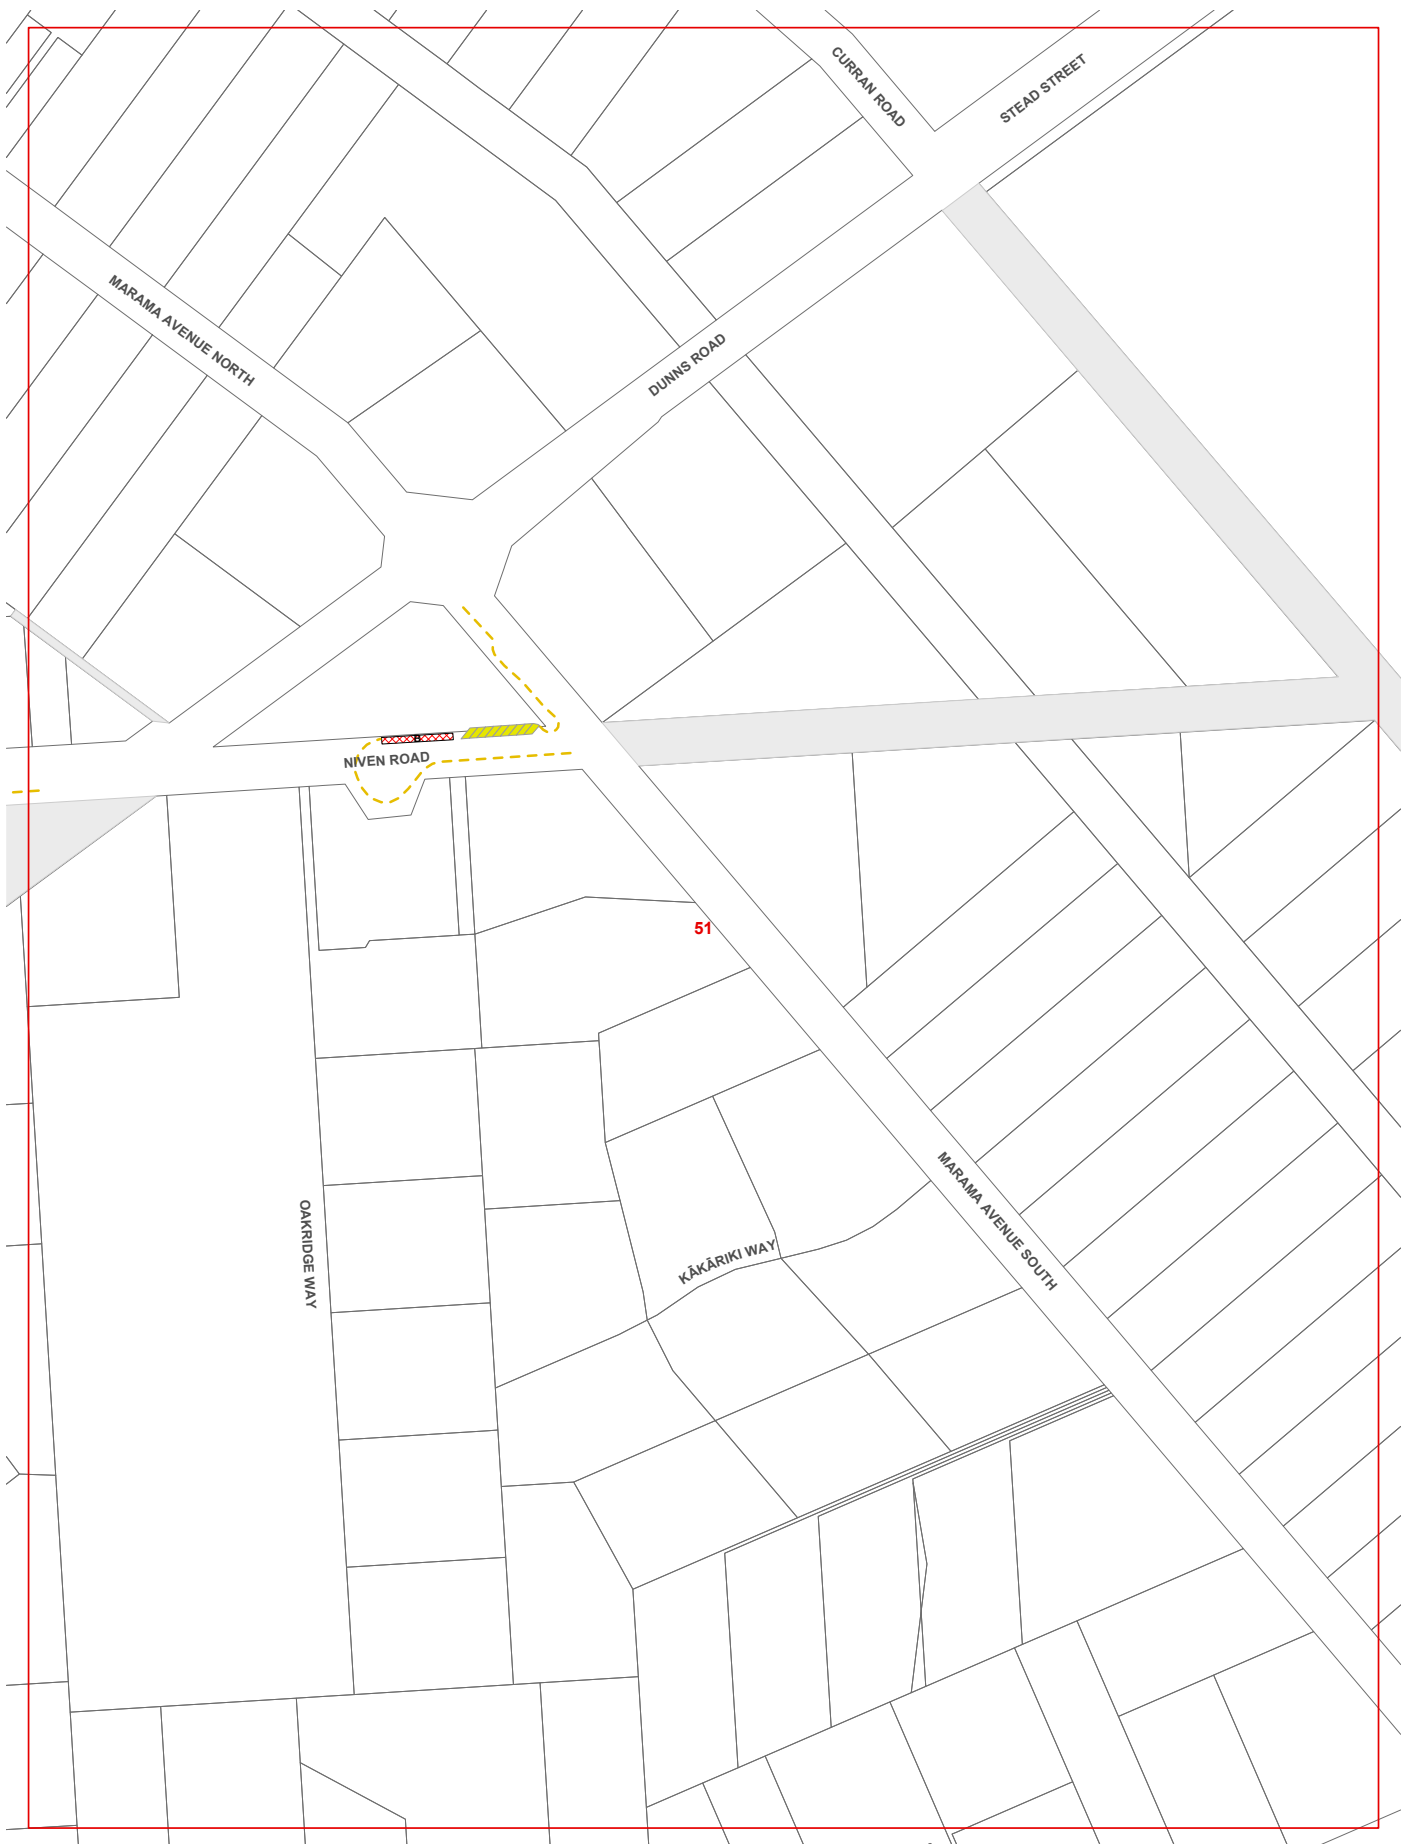 CURRAN ROAD
STEAD STREET
MARAMA AVENUE NORTH
DUNNS ROAD
B
NIVEN ROAD
51
MARAMA AVENUE SOUTH
OAKRIDGE WAY
KĀKĀRIKI WAY